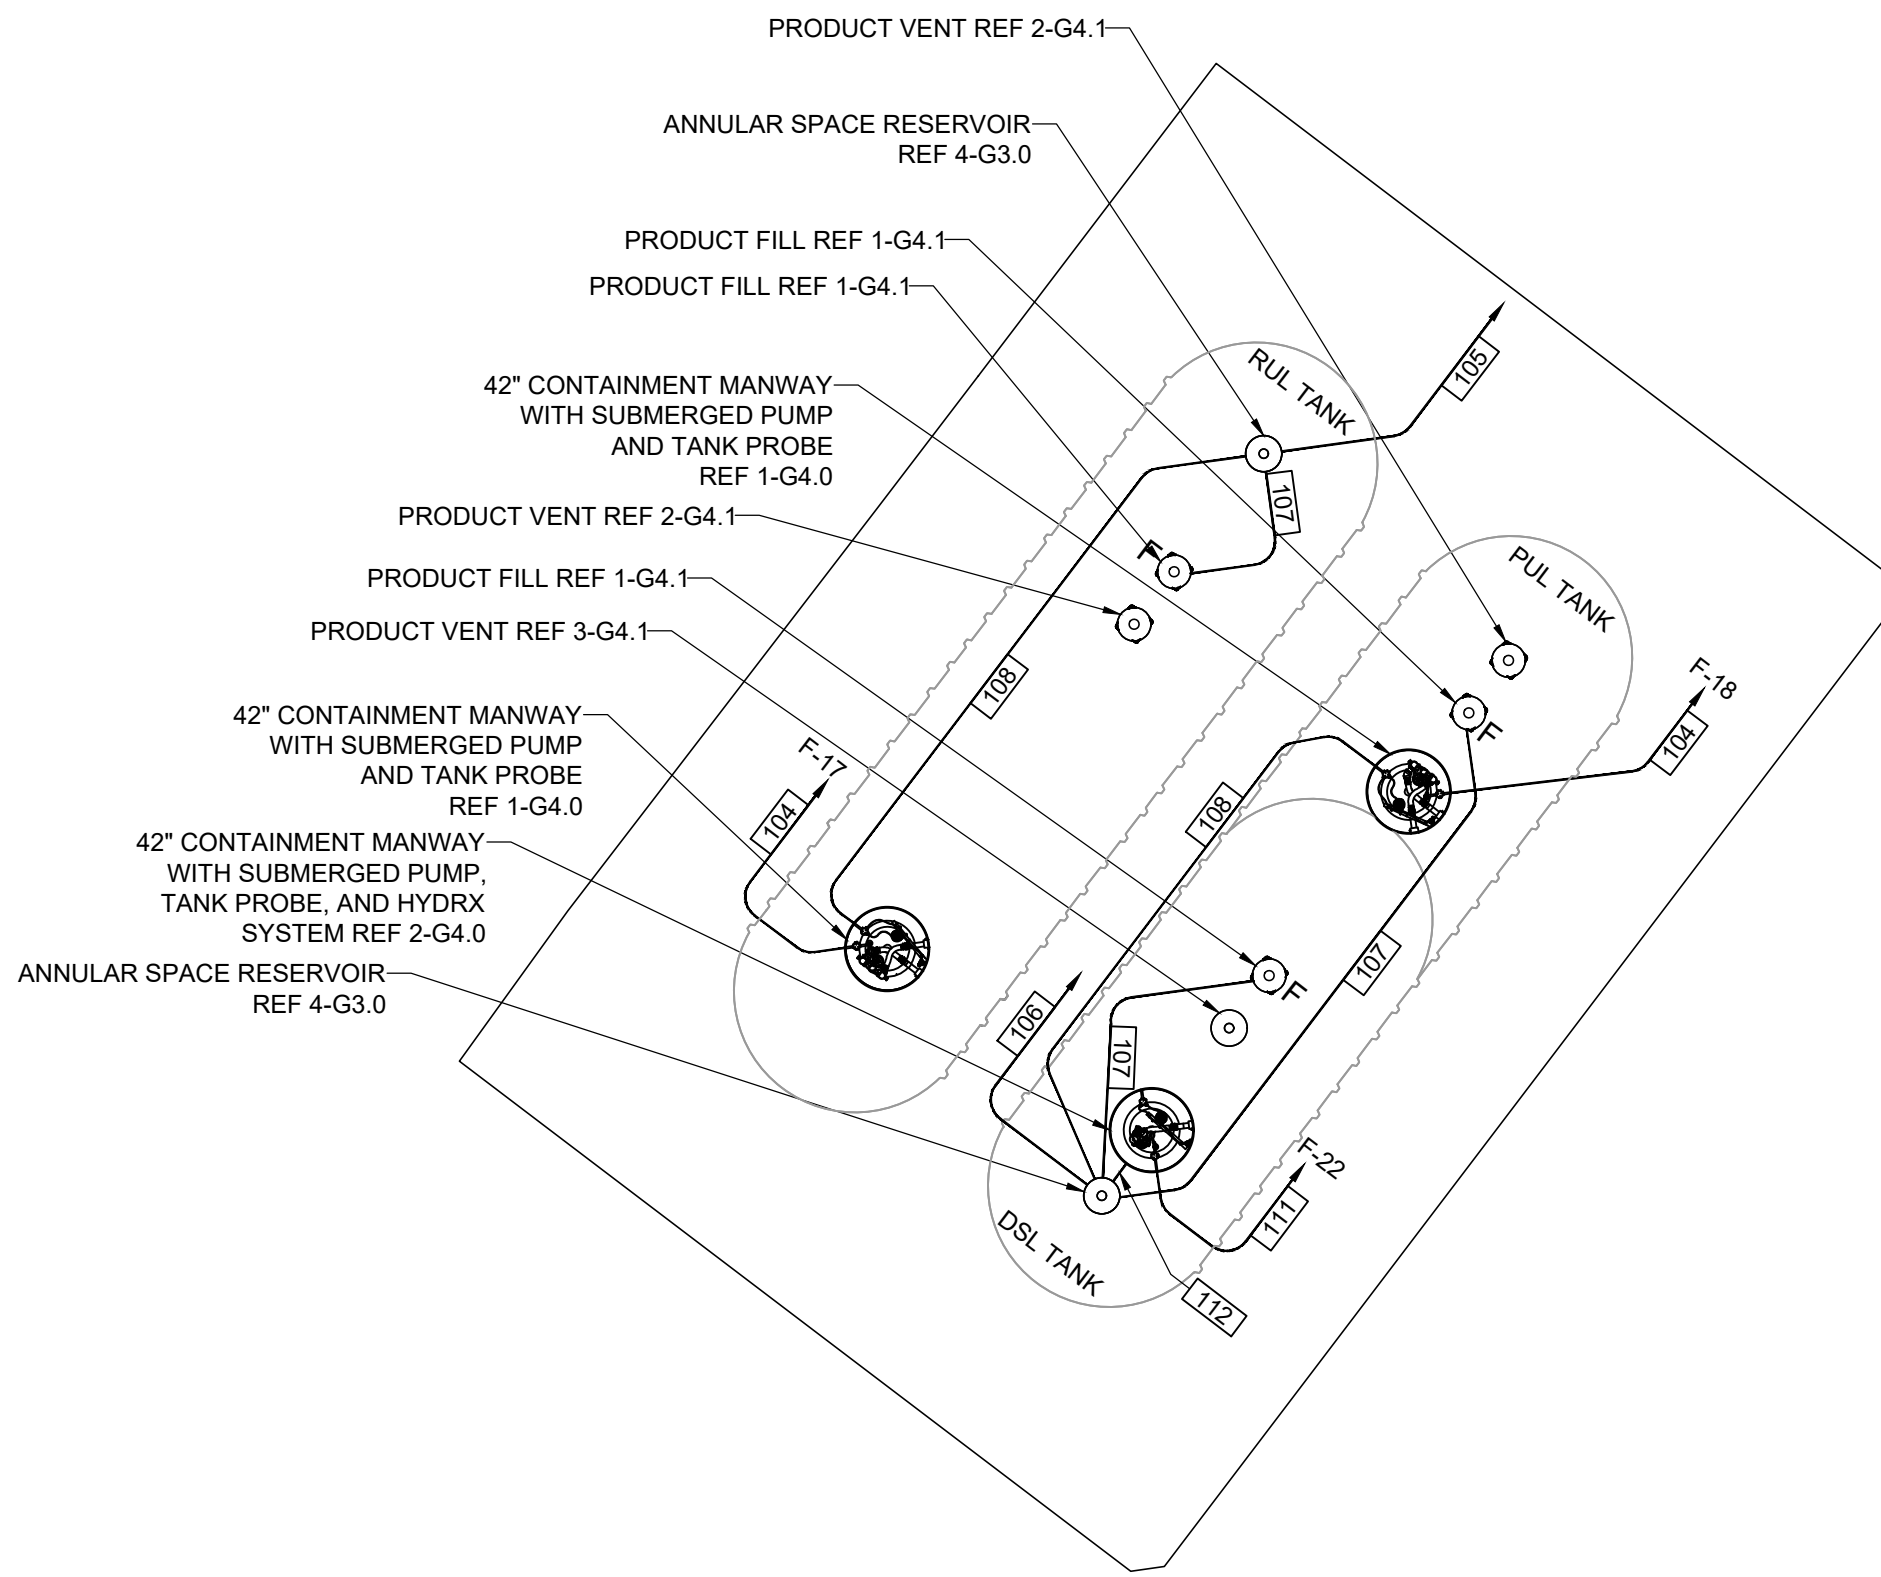 PRODUCT VENT REF 2-G4.1
ANNULAR SPACE RESERVOIR
REF 4-G3.0
PRODUCT FILL REF 1-G4.1
PRODUCT FILL REF 1-G4.1
42" CONTAINMENT MANWAY
WITH SUBMERGED PUMP
AND TANK PROBE
REF 1-G4.0
PRODUCT VENT REF 2-G4.1
PRODUCT FILL REF 1-G4.1
PRODUCT VENT REF 3-G4.1
42" CONTAINMENT MANWAY
WITH SUBMERGED PUMP
AND TANK PROBE
REF 1-G4.0
42" CONTAINMENT MANWAY
WITH SUBMERGED PUMP,
TANK PROBE, AND HYDRX
SYSTEM REF 2-G4.0
ANNULAR SPACE RESERVOIR
REF 4-G3.0
RUL TANK
105
107
F
PUL TANK
108
F-18
F
104
F-17
104
108
107
F
106
107
F-22
111
DSL TANK
112